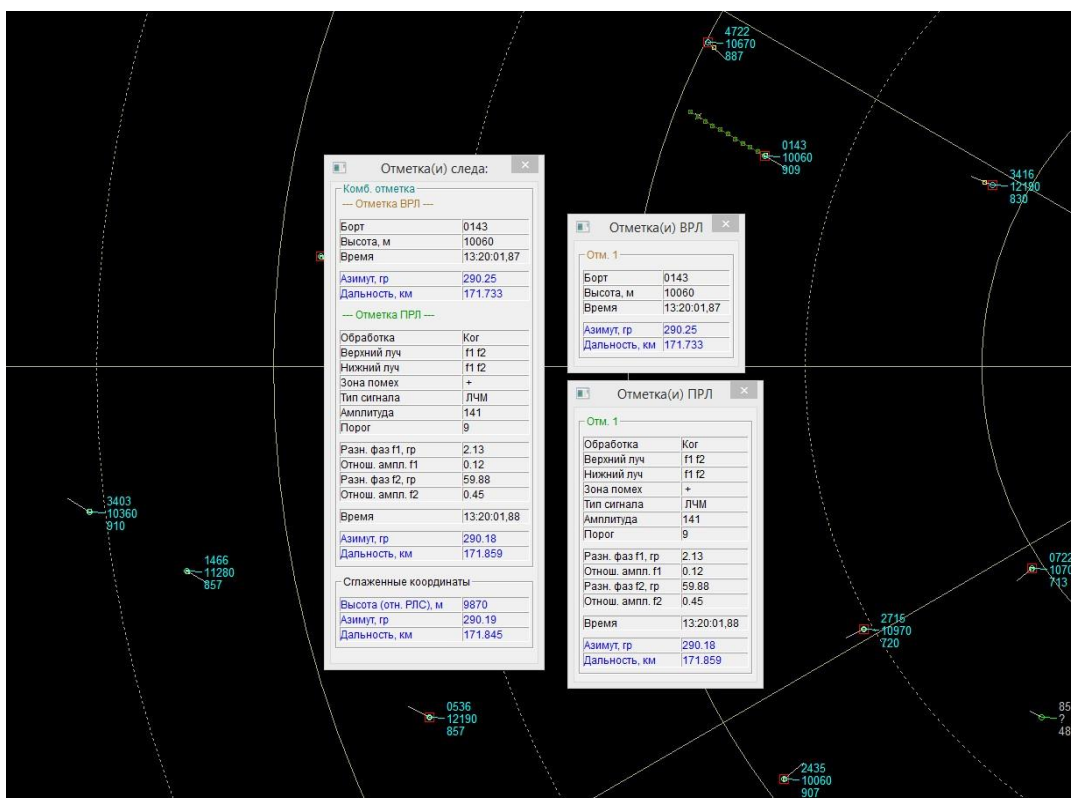 4722
10670
887
0143
10060
909
3416
12190
830
Отметка(и) следа:
Комб. отметка
--- Отметка ВРЛ ---
Борт 0143
Высота, м 10060
Время 13:20:01,87
Азимут, гр 290.25
Дальность, км 171.733
--- Отметка ПРЛ ---
Обработка Ког
Верхний луч f1 f2
Нижний луч f1 f2
Зона помех +
Тип сигнала ЛЧМ
Амплитуда 141
Порог 9
Разн. фаз f1, гр 2.13
Отнош. ампл. f1 0.12
Разн. фаз f2, гр 59.88
Отнош. ампл. f2 0.45
Время 13:20:01,88
Азимут, гр 290.18
Дальность, км 171.859
Сглаженные координаты
Высота (отн. РЛС), м 9870
Азимут, гр 290.19
Дальность, км 171.845
Отметка(и) ВРЛ
Отм. 1
Борт 0143
Высота, м 10060
Время 13:20:01,87
Азимут, гр 290.25
Дальность, км 171.733
Отметка(и) ПРЛ
Отм. 1
Обработка Ког
Верхний луч f1 f2
Нижний луч f1 f2
Зона помех +
Тип сигнала ЛЧМ
Амплитуда 141
Порог 9
Разн. фаз f1, гр 2.13
Отнош. ампл. f1 0.12
Разн. фаз f2, гр 59.88
Отнош. ампл. f2 0.45
Время 13:20:01,88
Азимут, гр 290.18
Дальность, км 171.859
3403
10360
910
1466
11280
857
0722
1070
713
2715
10970
720
0536
12190
857
85
?
48
2435
10060
907